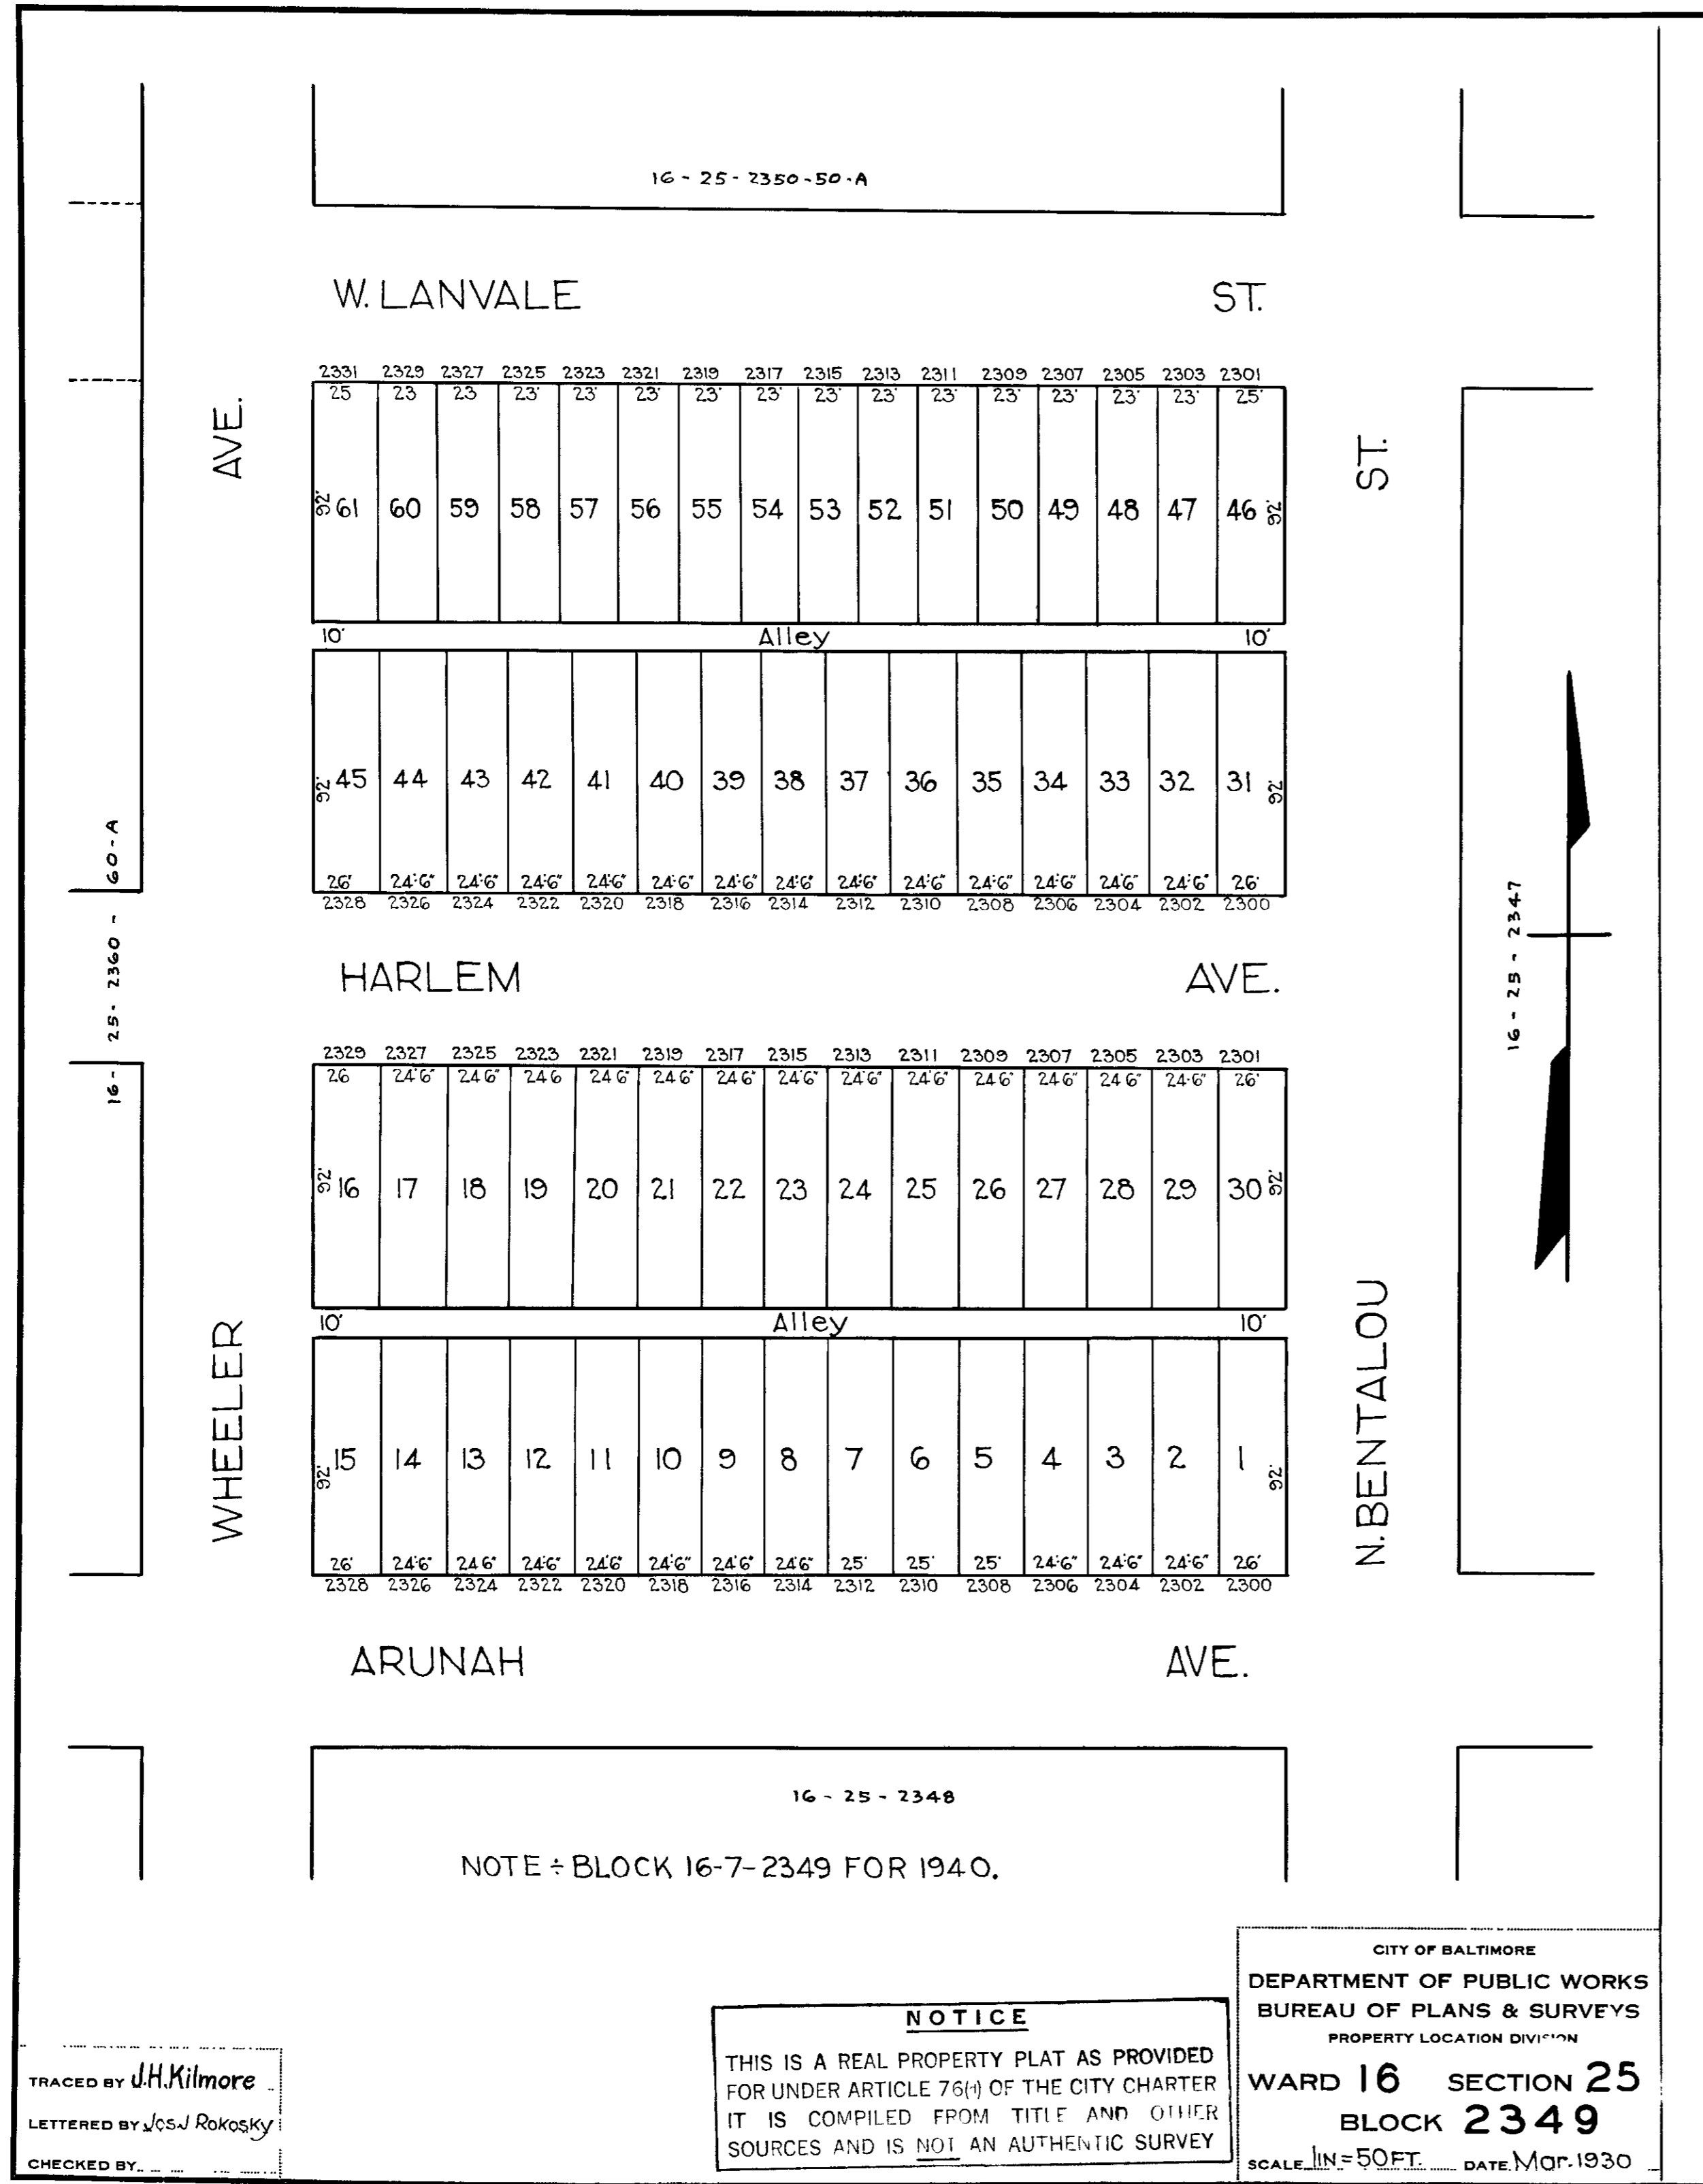 16 - 25 - 2350 - 50 - A
W. LANVALE ST.
AVE.
ST.
2331 2329 2327 2325 2323 2321 2319 2317 2315 2313 2311 2309 2307 2305 2303 2301
25 23 23 23' 23' 23' 23' 23' 23' 23' 23' 23' 23' 23' 23' 25'
92' 61 60 59 58 57 56 55 54 53 52 51 50 49 48 47 46 92'
10' Alley 10'
92' 45 44 43 42 41 40 39 38 37 36 35 34 33 32 31 92'
26' 24'6" 24'6" 24'6" 24'6" 24'6" 24'6" 24'6" 24'6" 24'6" 24'6" 24'6" 24'6" 24'6" 26'
2328 2326 2324 2322 2320 2318 2316 2314 2312 2310 2308 2306 2304 2302 2300
16 - 25 - 2360 - 60 - A
16 - 25 - 2347
HARLEM AVE.
2329 2327 2325 2323 2321 2319 2317 2315 2313 2311 2309 2307 2305 2303 2301
26 24'6" 24 6" 24 6 24 6" 24 6" 24 6" 24'6" 24'6" 24'6" 24 6" 24 6" 24 6" 24'6" 26'
92' 16 17 18 19 20 21 22 23 24 25 26 27 28 29 30 92'
10' Alley 10'
WHEELER
N. BENTALOU
92' 15 14 13 12 11 10 9 8 7 6 5 4 3 2 1 92'
26' 24'6" 24 6" 24'6" 24'6" 24'6" 24'6" 24'6" 25' 25' 25' 24'6" 24'6" 24'6" 26'
2328 2326 2324 2322 2320 2318 2316 2314 2312 2310 2308 2306 2304 2302 2300
ARUNAH AVE.
16 - 25 - 2348
NOTE ÷ BLOCK 16-7-2349 FOR 1940.
TRACED BY J.H.Kilmore
LETTERED BY Jos J Rokosky
CHECKED BY
NOTICE
THIS IS A REAL PROPERTY PLAT AS PROVIDED
FOR UNDER ARTICLE 76(H) OF THE CITY CHARTER
IT IS COMPILED FROM TITLE AND OTHER
SOURCES AND IS NOT AN AUTHENTIC SURVEY
CITY OF BALTIMORE
DEPARTMENT OF PUBLIC WORKS
BUREAU OF PLANS & SURVEYS
PROPERTY LOCATION DIVISION
WARD 16 SECTION 25
BLOCK 2349
SCALE 1IN=50FT. DATE Mar. 1930